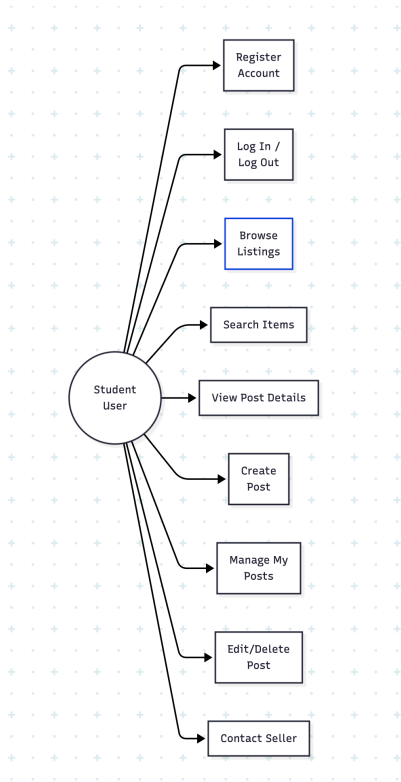 Register
Account
Log In /
Log Out
Browse
Listings
Search Items
Student
User
View Post Details
Create
Post
Manage My
Posts
Edit/Delete
Post
Contact Seller